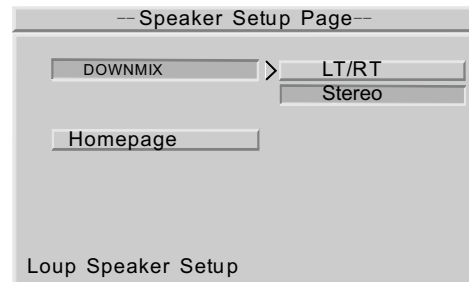 --Speaker Setup Page--
DOWNMIX
LT/RT
Stereo
Homepage
Loup Speaker Setup